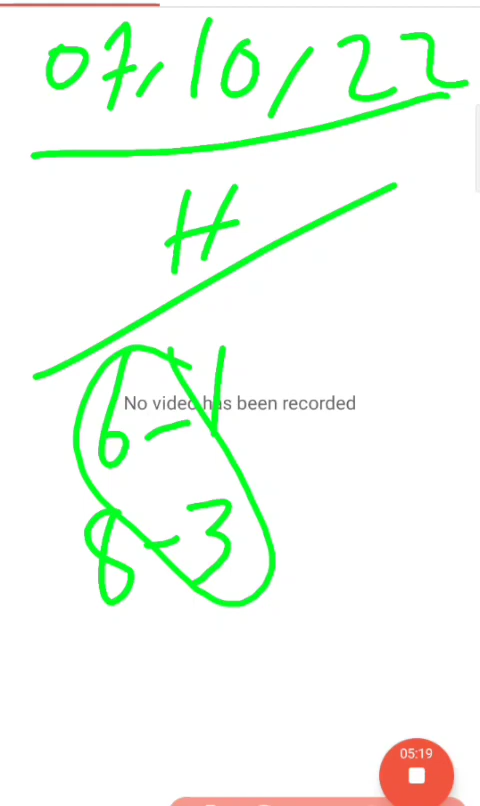 07,10,22
H
6-1
No video has been recorded
8-3
05:19